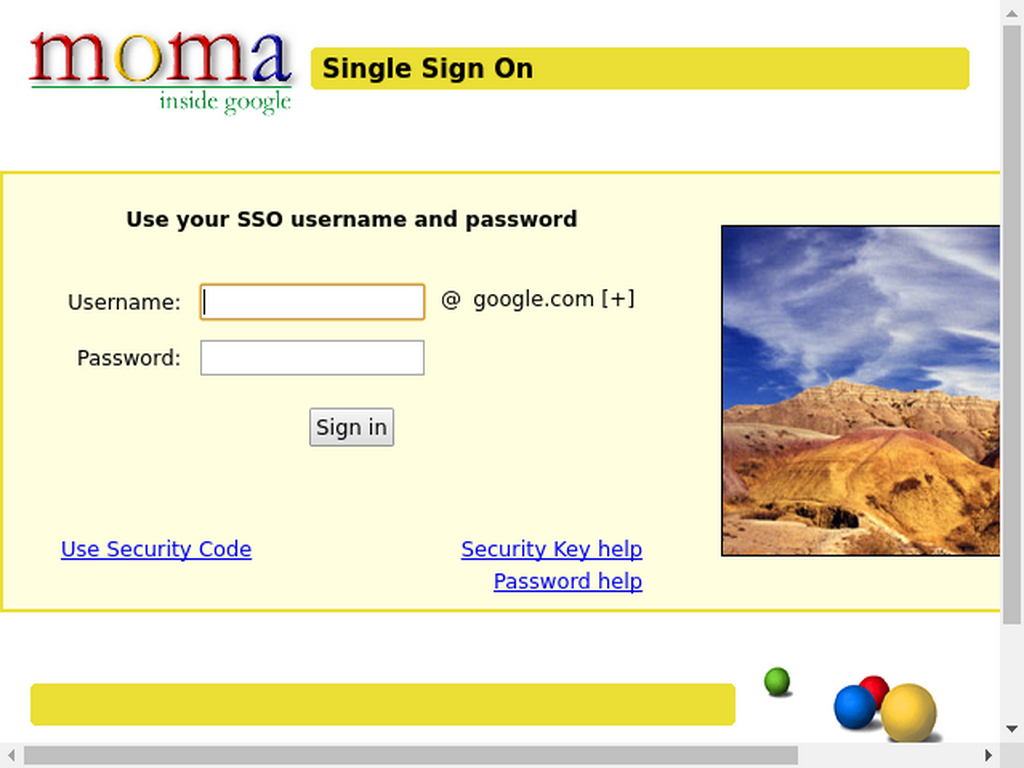 moma
inside google
Single Sign On
Use your SSO username and password
Username: @ google.com [+]
Password:
Sign in
Use Security Code
Security Key help
Password help